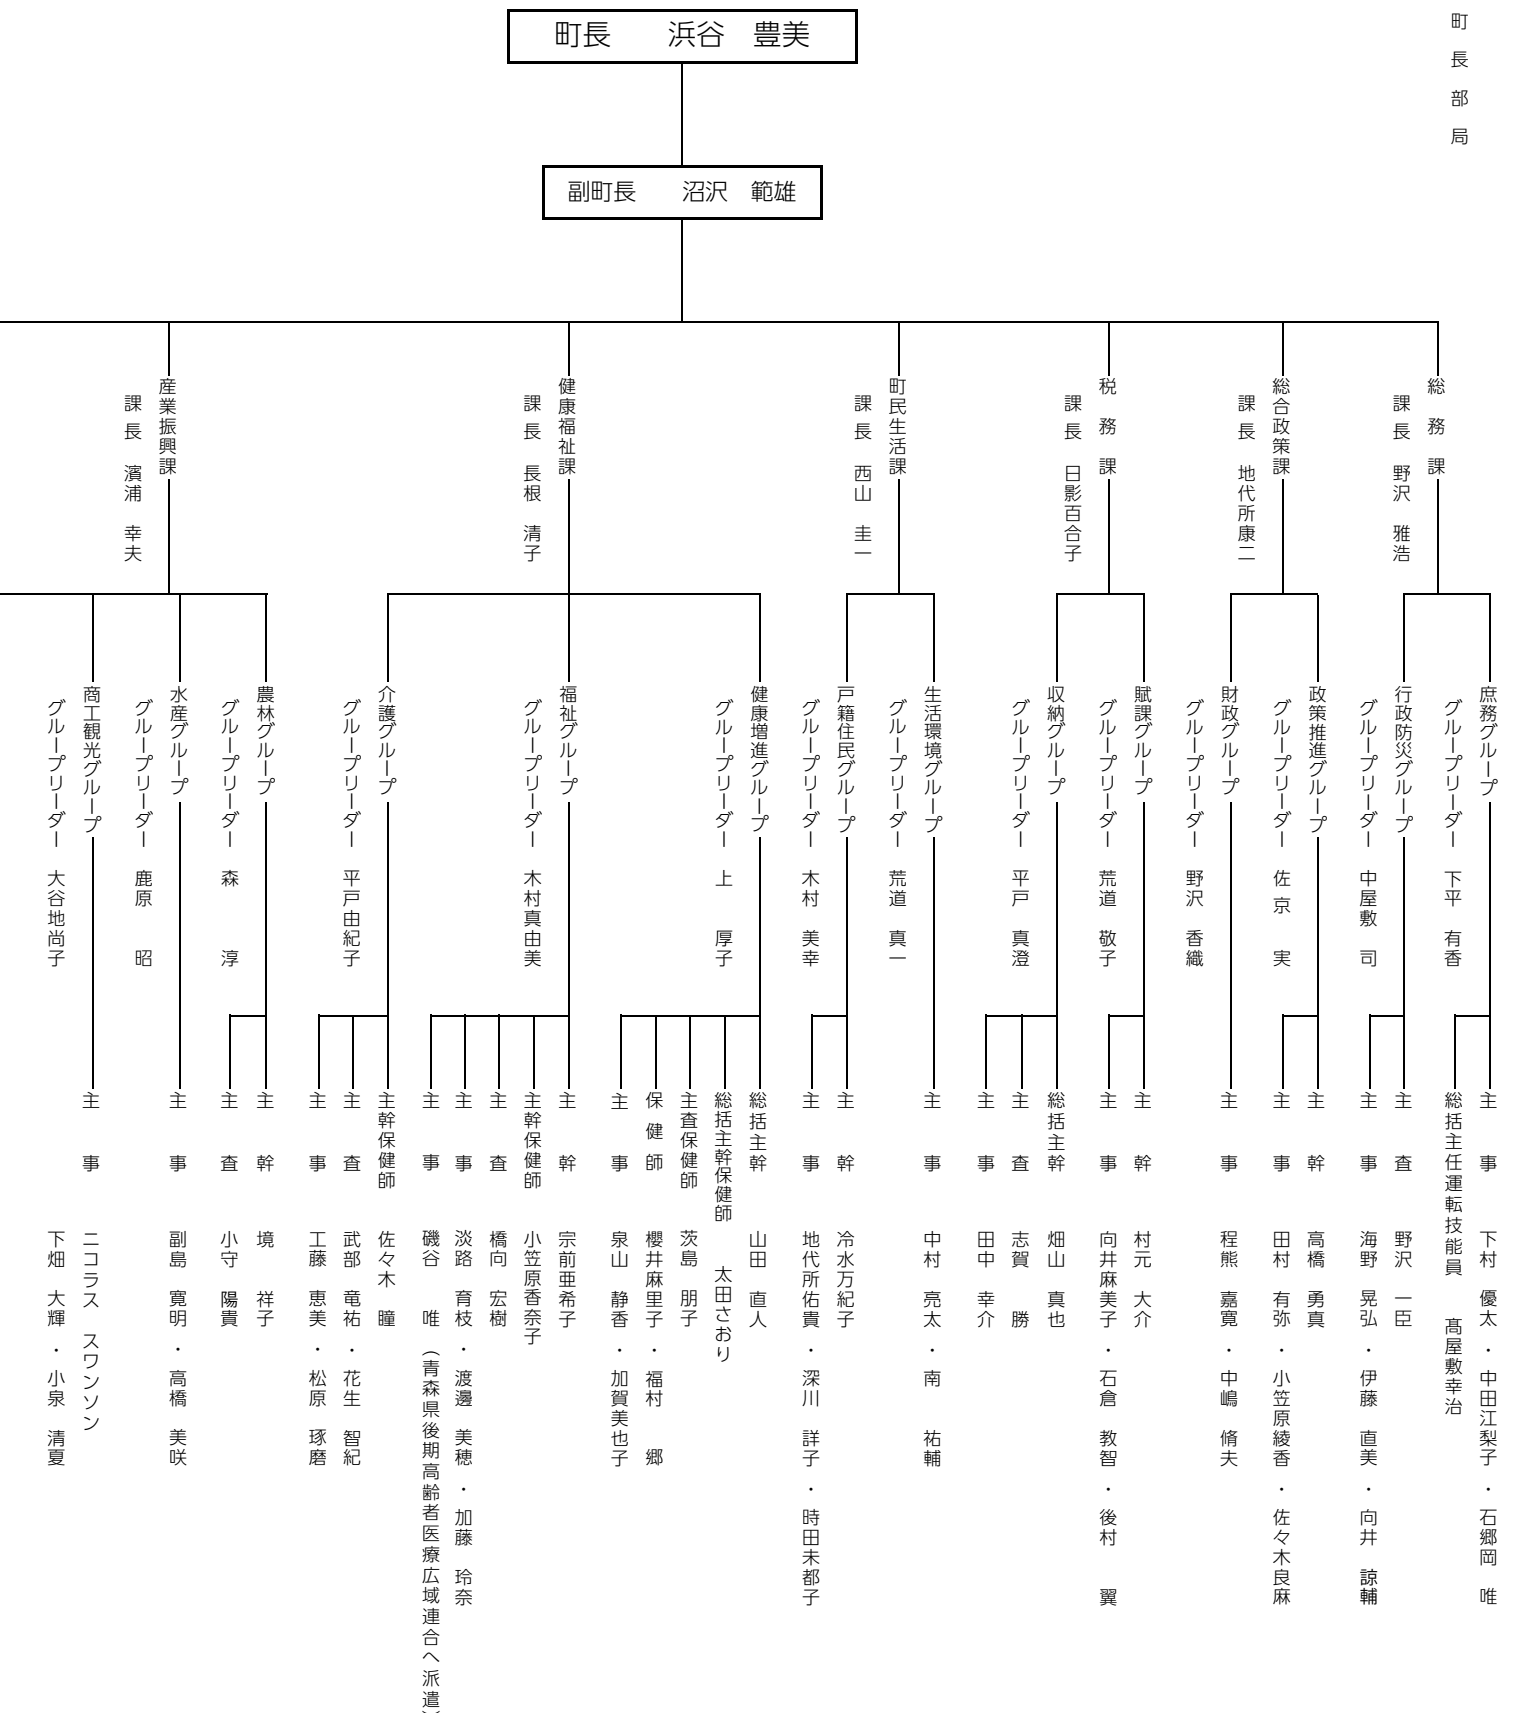 町長部局
町長　浜谷　豊美
副町長　沼沢　範雄
総務課
課長　野沢　雅浩
総合政策課
課長　地代所康二
税務課
課長　日影百合子
町民生活課
課長　西山　圭一
健康福祉課
課長　長根　清子
産業振興課
課長　濱浦　幸夫
庶務グループ
グループリーダー　下平　有香
行政防災グループ
グループリーダー　中屋敷　司
政策推進グループ
グループリーダー　佐京　実
財政グループ
グループリーダー　野沢　香織
賦課グループ
グループリーダー　荒道　敬子
収納グループ
グループリーダー　平戸　真澄
生活環境グループ
グループリーダー　荒道　真一
戸籍住民グループ
グループリーダー　木村　美幸
健康増進グループ
グループリーダー　上　厚子
福祉グループ
グループリーダー　木村真由美
介護グループ
グループリーダー　平戸由紀子
農林グループ
グループリーダー　森　淳
水産グループ
グループリーダー　鹿原　昭
商工観光グループ
グループリーダー　大谷地尚子
主事　下村　優太・中田江梨子・石郷岡　唯
総括主任運転技能員　髙屋敷幸治
主査　野沢　一臣
主事　海野　晃弘・伊藤　直美・向井　諒輔
主幹　高橋　勇真
主事　田村　有弥・小笠原綾香・佐々木良麻
主事　程熊　嘉寛・中嶋　脩夫
主幹　村元　大介
主事　向井麻美子・石倉　教智・後村　翼
総括主幹　畑山　真也
主査　志賀　勝
主事　田中　幸介
主事　中村　亮太・南　祐輔
主幹　冷水万紀子
主事　地代所佑貴・深川　詳子・時田未都子
総括主幹　山田　直人
総括主幹保健師　太田さおり
主査保健師　茨島　朋子
保健師　櫻井麻里子・福村　郷
主事　泉山　静香・加賀美也子
主幹　宗前亜希子
主幹保健師　小笠原香奈子
主査　橋向　宏樹
主事　淡路　育枝・渡邊　美穂・加藤　玲奈
主事　磯谷　唯（青森県後期高齢者医療広域連合へ派遣）
主幹保健師　佐々木　瞳
主査　武部　竜祐・花生　智紀
主事　工藤　恵美・松原　琢磨
主幹　境　祥子
主査　小守　陽貴
主事　副島　寛明・高橋　美咲
主事　ニコラス　スワンソン
下畑　大輝・小泉　清夏